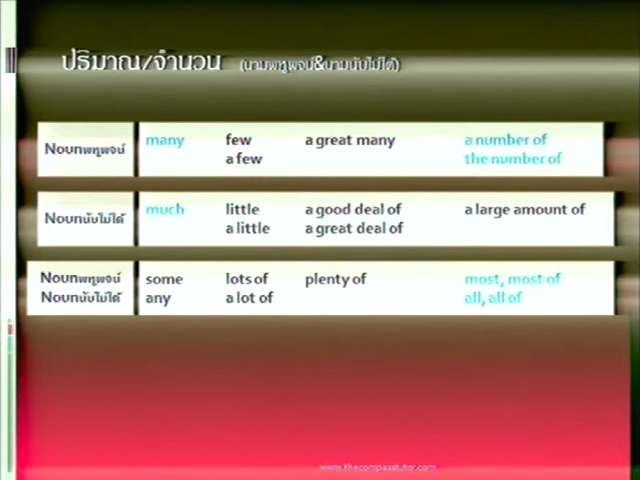 ปริมาณ/จำนวน (นามพหูพจน์&นามนับไม่ได้)
Nounพหูพจน์ many few a great many a number of
a few the number of
Nounนับไม่ได้ much little a good deal of a large amount of
a little a great deal of
Nounพหูพจน์ some lots of plenty of most, most of
Nounนับไม่ได้ any a lot of all, all of
www.thecompasstutor.com